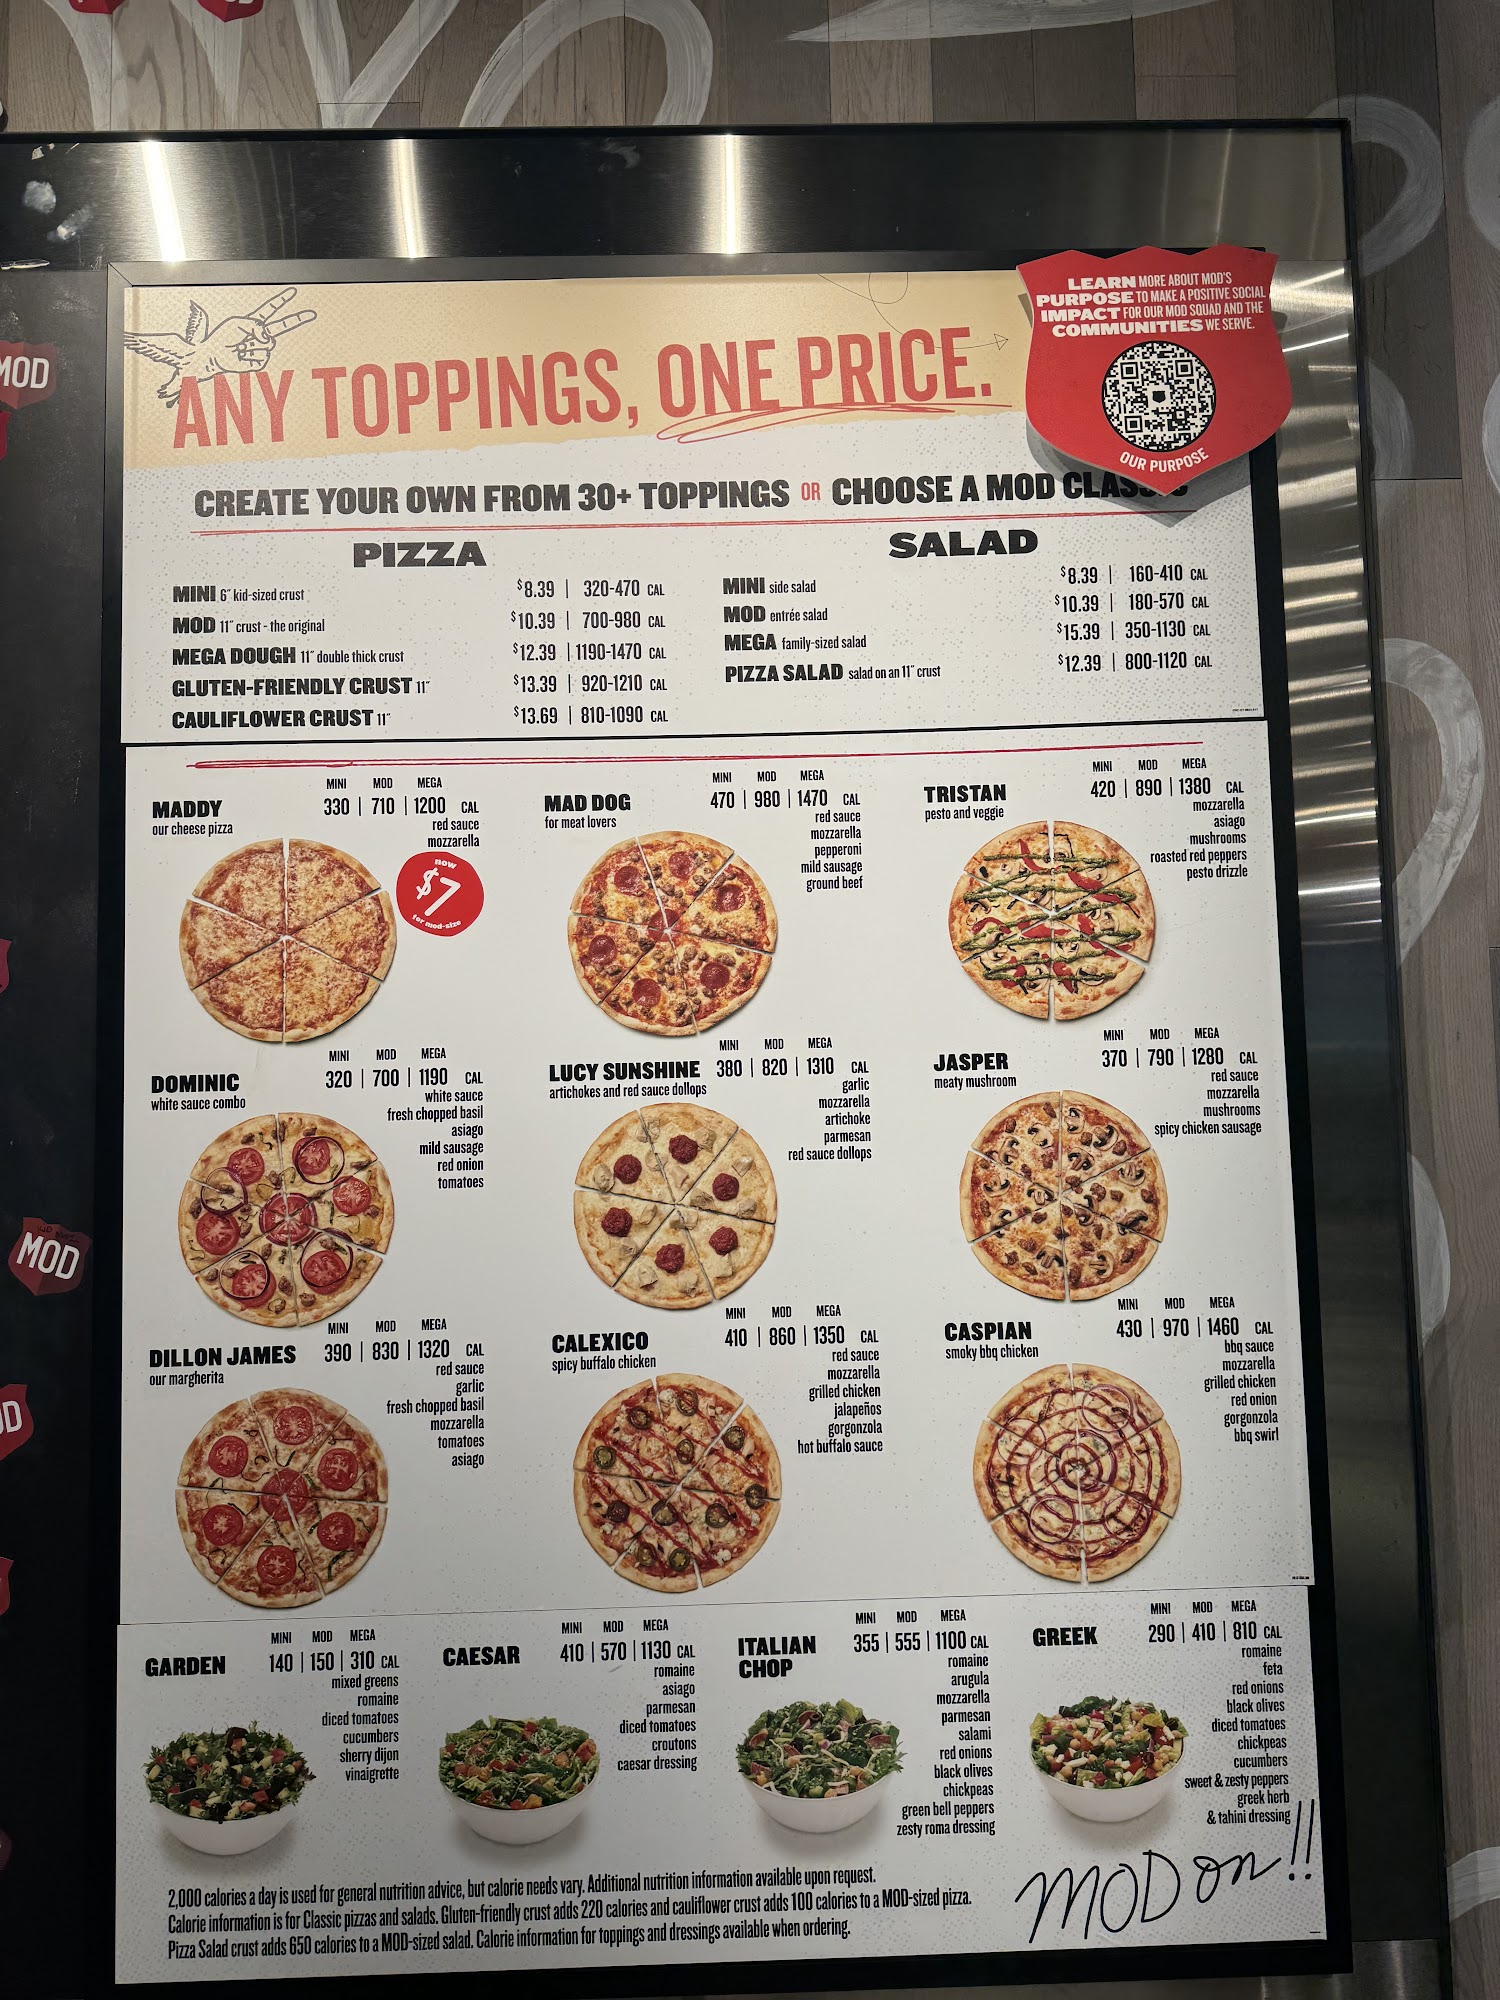 LEARN MORE ABOUT MOD'S
PURPOSE TO MAKE A POSITIVE SOCIAL
IMPACT FOR OUR MOD SQUAD AND THE
COMMUNITIES WE SERVE.
OUR PURPOSE
ANY TOPPINGS, ONE PRICE.
CREATE YOUR OWN FROM 30+ TOPPINGS OR CHOOSE A MOD
PIZZA
MINI 6" kid-sized crust $8.39 | 320-470 CAL
MOD 11" crust - the original $10.39 | 700-980 CAL
MEGA DOUGH 11" double thick crust $12.39 | 1190-1470 CAL
GLUTEN-FRIENDLY CRUST 11" $13.39 | 920-1210 CAL
CAULIFLOWER CRUST 11" $13.69 | 810-1090 CAL
SALAD
MINI side salad $8.39 | 160-410 CAL
MOD entrée salad $10.39 | 180-570 CAL
MEGA family-sized salad $15.39 | 350-1130 CAL
PIZZA SALAD salad on an 11" crust $12.39 | 800-1120 CAL
MADDY
our cheese pizza
MINI MOD MEGA
330 | 710 | 1200 CAL
red sauce
mozzarella
now
$7
for mod-size
MAD DOG
for meat lovers
MINI MOD MEGA
470 | 980 | 1470 CAL
red sauce
mozzarella
pepperoni
mild sausage
ground beef
TRISTAN
pesto and veggie
MINI MOD MEGA
420 | 890 | 1380 CAL
mozzarella
asiago
mushrooms
roasted red peppers
pesto drizzle
DOMINIC
white sauce combo
MINI MOD MEGA
320 | 700 | 1190 CAL
white sauce
fresh chopped basil
asiago
mild sausage
red onion
tomatoes
LUCY SUNSHINE
artichokes and red sauce dollops
MINI MOD MEGA
380 | 820 | 1310 CAL
garlic
mozzarella
artichoke
parmesan
red sauce dollops
JASPER
meaty mushroom
MINI MOD MEGA
370 | 790 | 1280 CAL
red sauce
mozzarella
mushrooms
spicy chicken sausage
DILLON JAMES
our margherita
MINI MOD MEGA
390 | 830 | 1320 CAL
red sauce
garlic
fresh chopped basil
mozzarella
tomatoes
asiago
CALEXICO
spicy buffalo chicken
MINI MOD MEGA
410 | 860 | 1350 CAL
red sauce
mozzarella
grilled chicken
jalapeños
gorgonzola
hot buffalo sauce
CASPIAN
smoky bbq chicken
MINI MOD MEGA
430 | 970 | 1460 CAL
bbq sauce
mozzarella
grilled chicken
red onion
gorgonzola
bbq swirl
GARDEN
MINI MOD MEGA
140 | 150 | 310 CAL
mixed greens
romaine
diced tomatoes
cucumbers
sherry dijon
vinaigrette
CAESAR
MINI MOD MEGA
410 | 570 | 1130 CAL
romaine
asiago
parmesan
diced tomatoes
croutons
caesar dressing
ITALIAN
CHOP
MINI MOD MEGA
355 | 555 | 1100 CAL
romaine
arugula
mozzarella
parmesan
salami
red onions
black olives
chickpeas
green bell peppers
zesty roma dressing
GREEK
MINI MOD MEGA
290 | 410 | 810 CAL
romaine
feta
red onions
black olives
diced tomatoes
chickpeas
cucumbers
sweet & zesty peppers
greek herb
& tahini dressing
2,000 calories a day is used for general nutrition advice, but calorie needs vary. Additional nutrition information available upon request.
Calorie information is for Classic pizzas and salads. Gluten-friendly crust adds 220 calories and cauliflower crust adds 100 calories to a MOD-sized pizza.
Pizza Salad crust adds 650 calories to a MOD-sized salad. Calorie information for toppings and dressings available when ordering.
MOD on!!
MOD
MOD